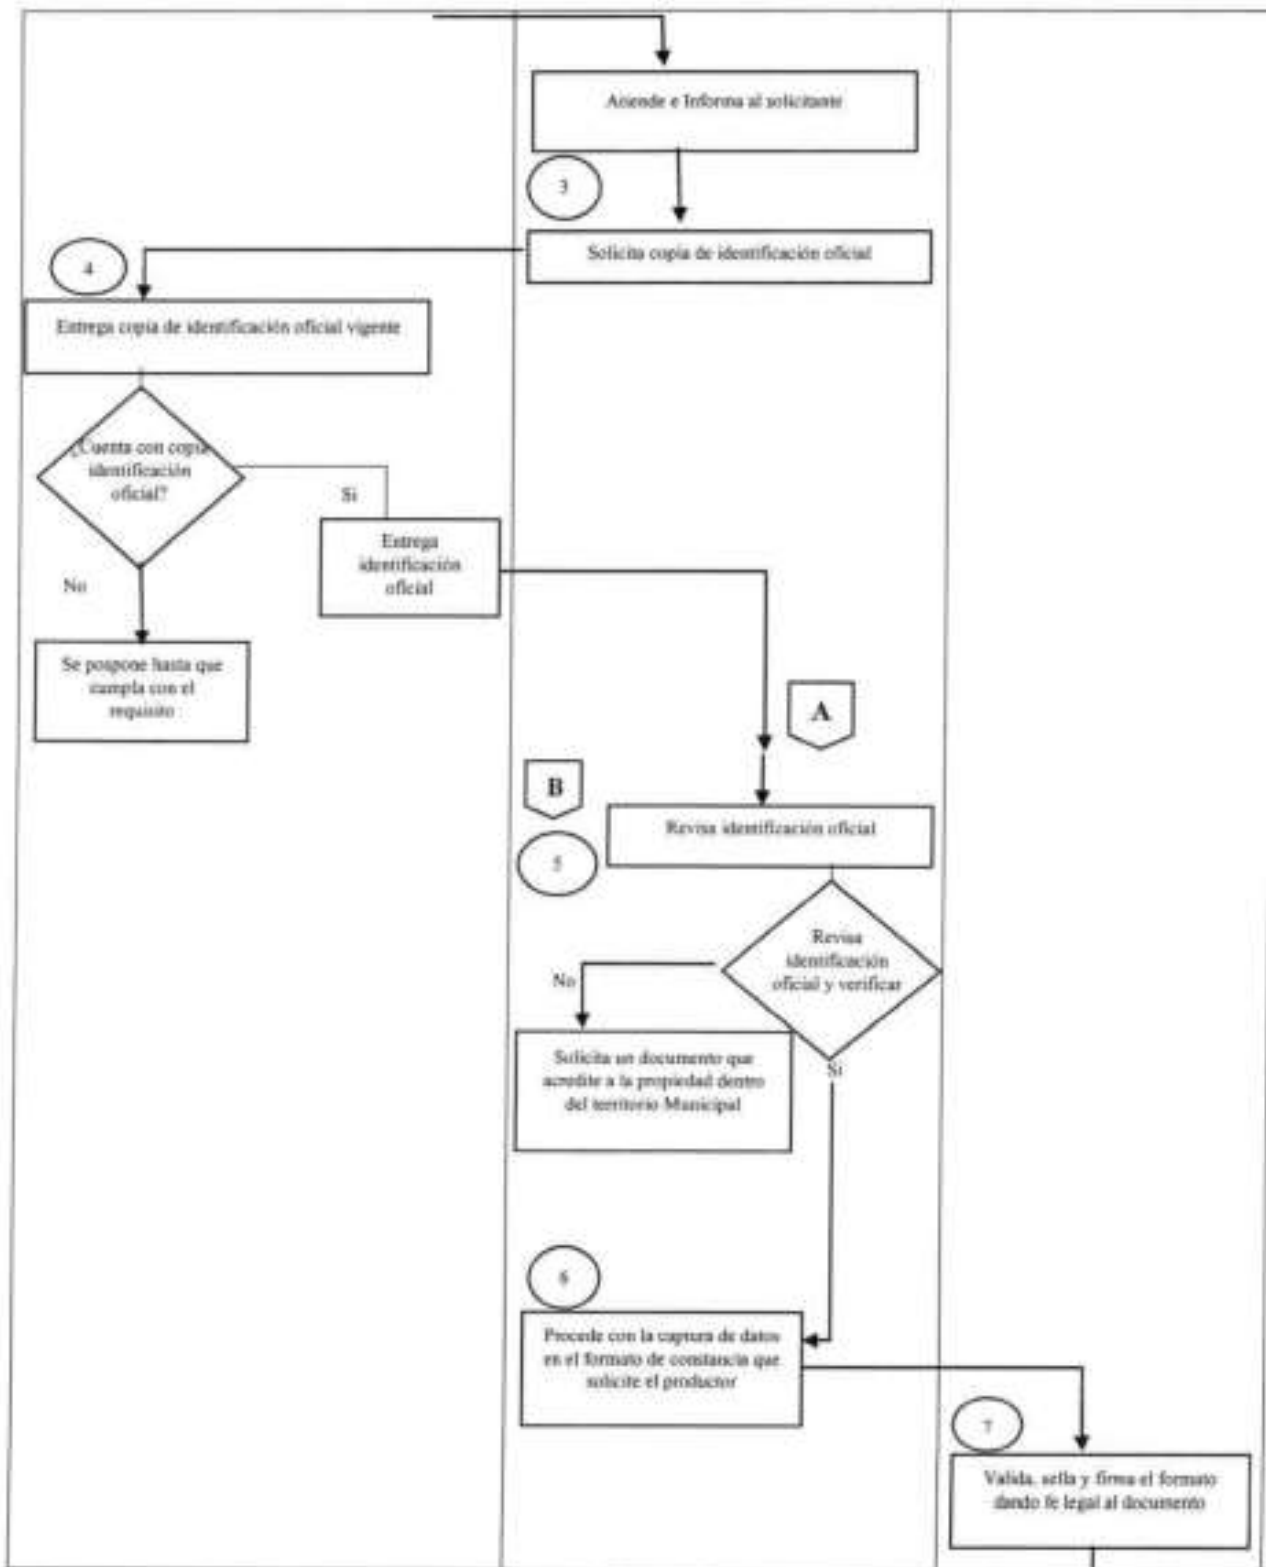 Atiende e Informa al solicitante
3
Solicita copia de identificación oficial
4
Entrega copia de identificación oficial vigente
¿Cuenta con copia
identificación
oficial?
Si
Entrega
identificación
oficial
No
Se pospone hasta que
cumpla con el
requisito
A
B
Revisa identificación oficial
5
Revisa
identificación
oficial y verificar
No
Solicita un documento que
acredite a la propiedad dentro
del territorio Municipal
Si
6
Procede con la captura de datos
en el formato de constancia que
solicite el productor
7
Valida, sella y firma el formato
dando fe legal al documento